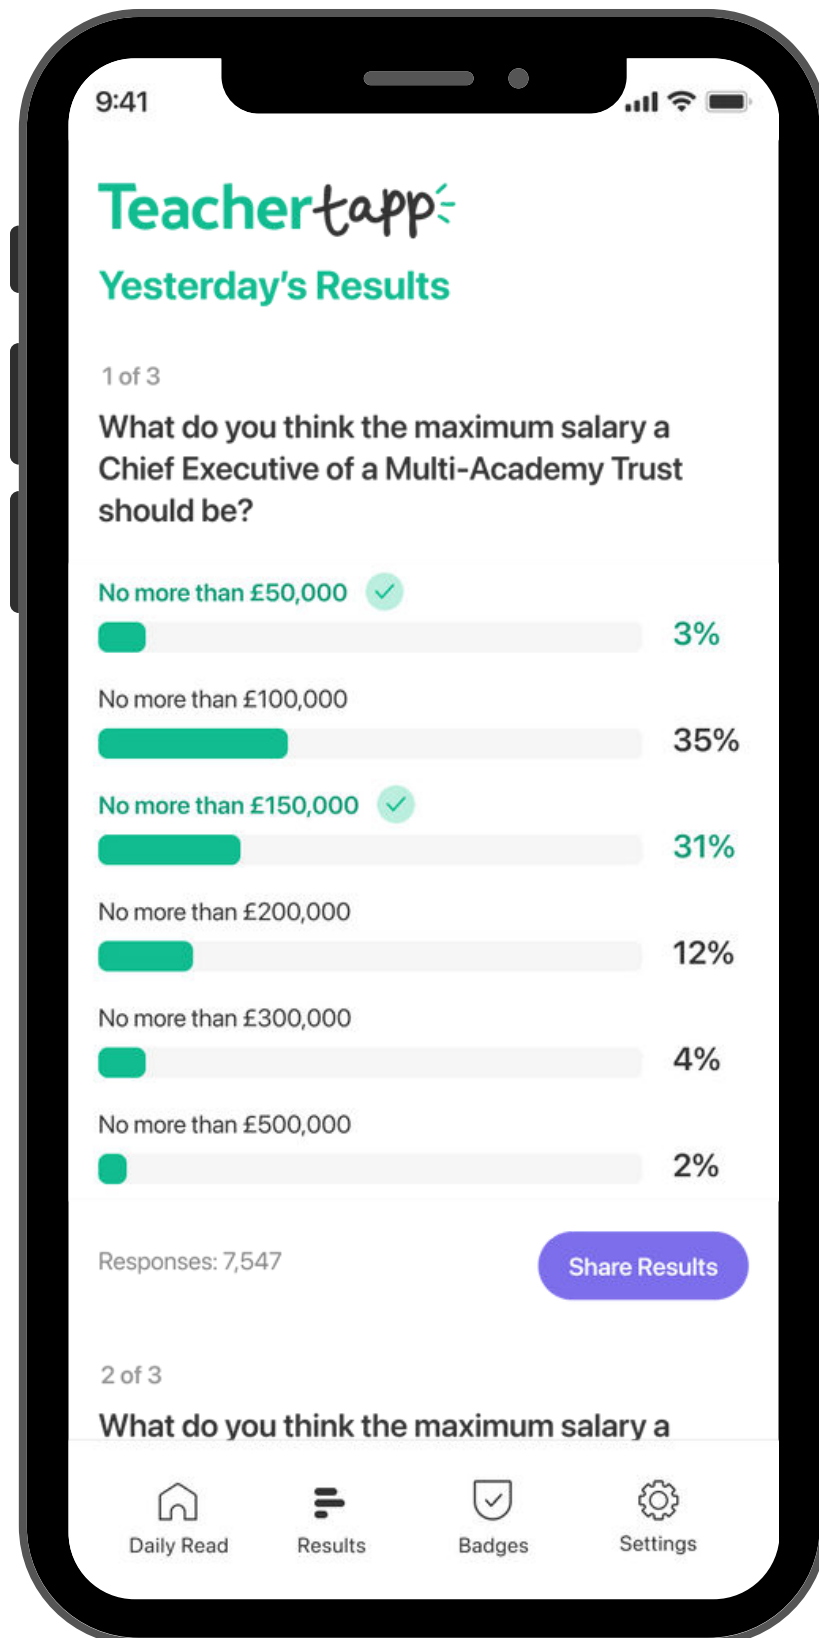 9:41
Teachertapp
Yesterday's Results
1 of 3
What do you think the maximum salary a
Chief Executive of a Multi-Academy Trust
should be?
No more than £50,000
3%
No more than £100,000
35%
No more than £150,000
31%
No more than £200,000
12%
No more than £300,000
4%
No more than £500,000
2%
Responses: 7,547
Share Results
2 of 3
What do you think the maximum salary a
Daily Read
Results
Badges
Settings